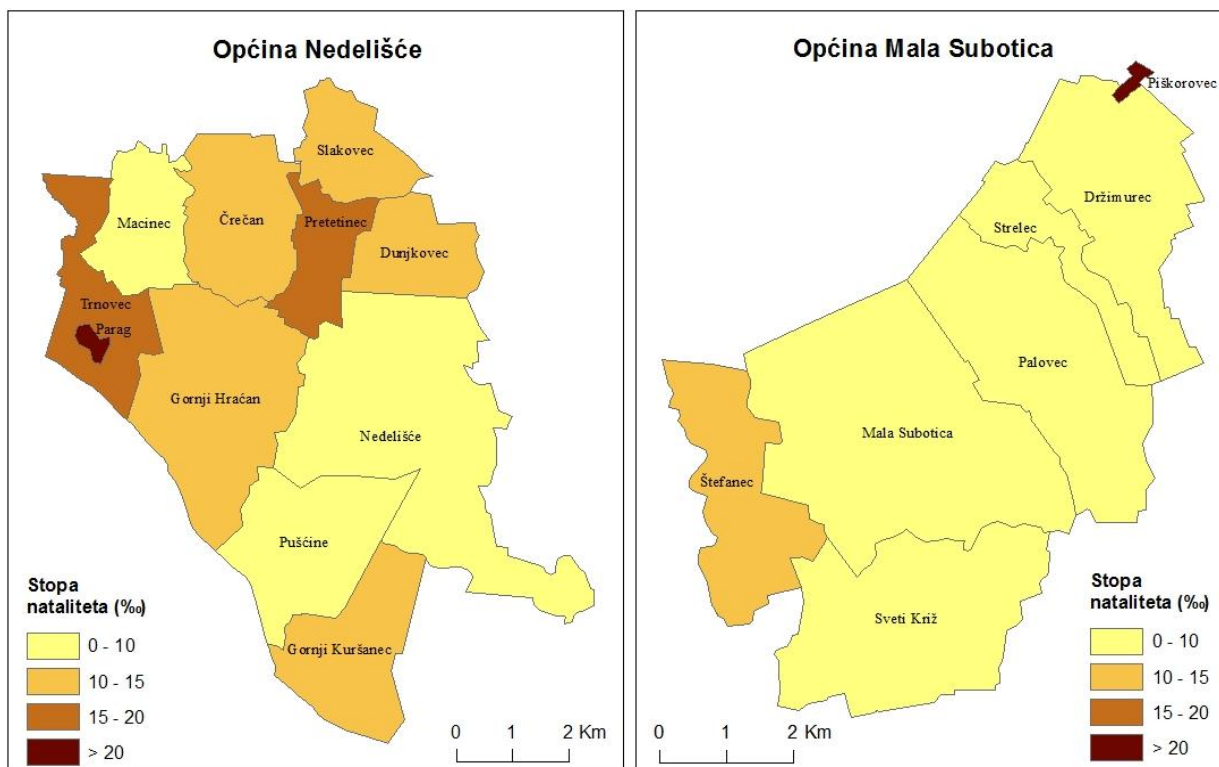 Općina Nedelišće
Slakovec
Macinec
Črečan
Pretetinec
Dunjkovec
Trnovec
Parag
Gornji Hraćan
Nedelišće
Pušćine
Gornji Kuršanec
Stopa
nataliteta (‰)
0 - 10
10 - 15
15 - 20
> 20
0 1 2 Km
Općina Mala Subotica
Piškorovec
Držimurec
Strelec
Palovec
Mala Subotica
Štefanec
Sveti Križ
Stopa
nataliteta (‰)
0 - 10
10 - 15
15 - 20
> 20
0 1 2 Km